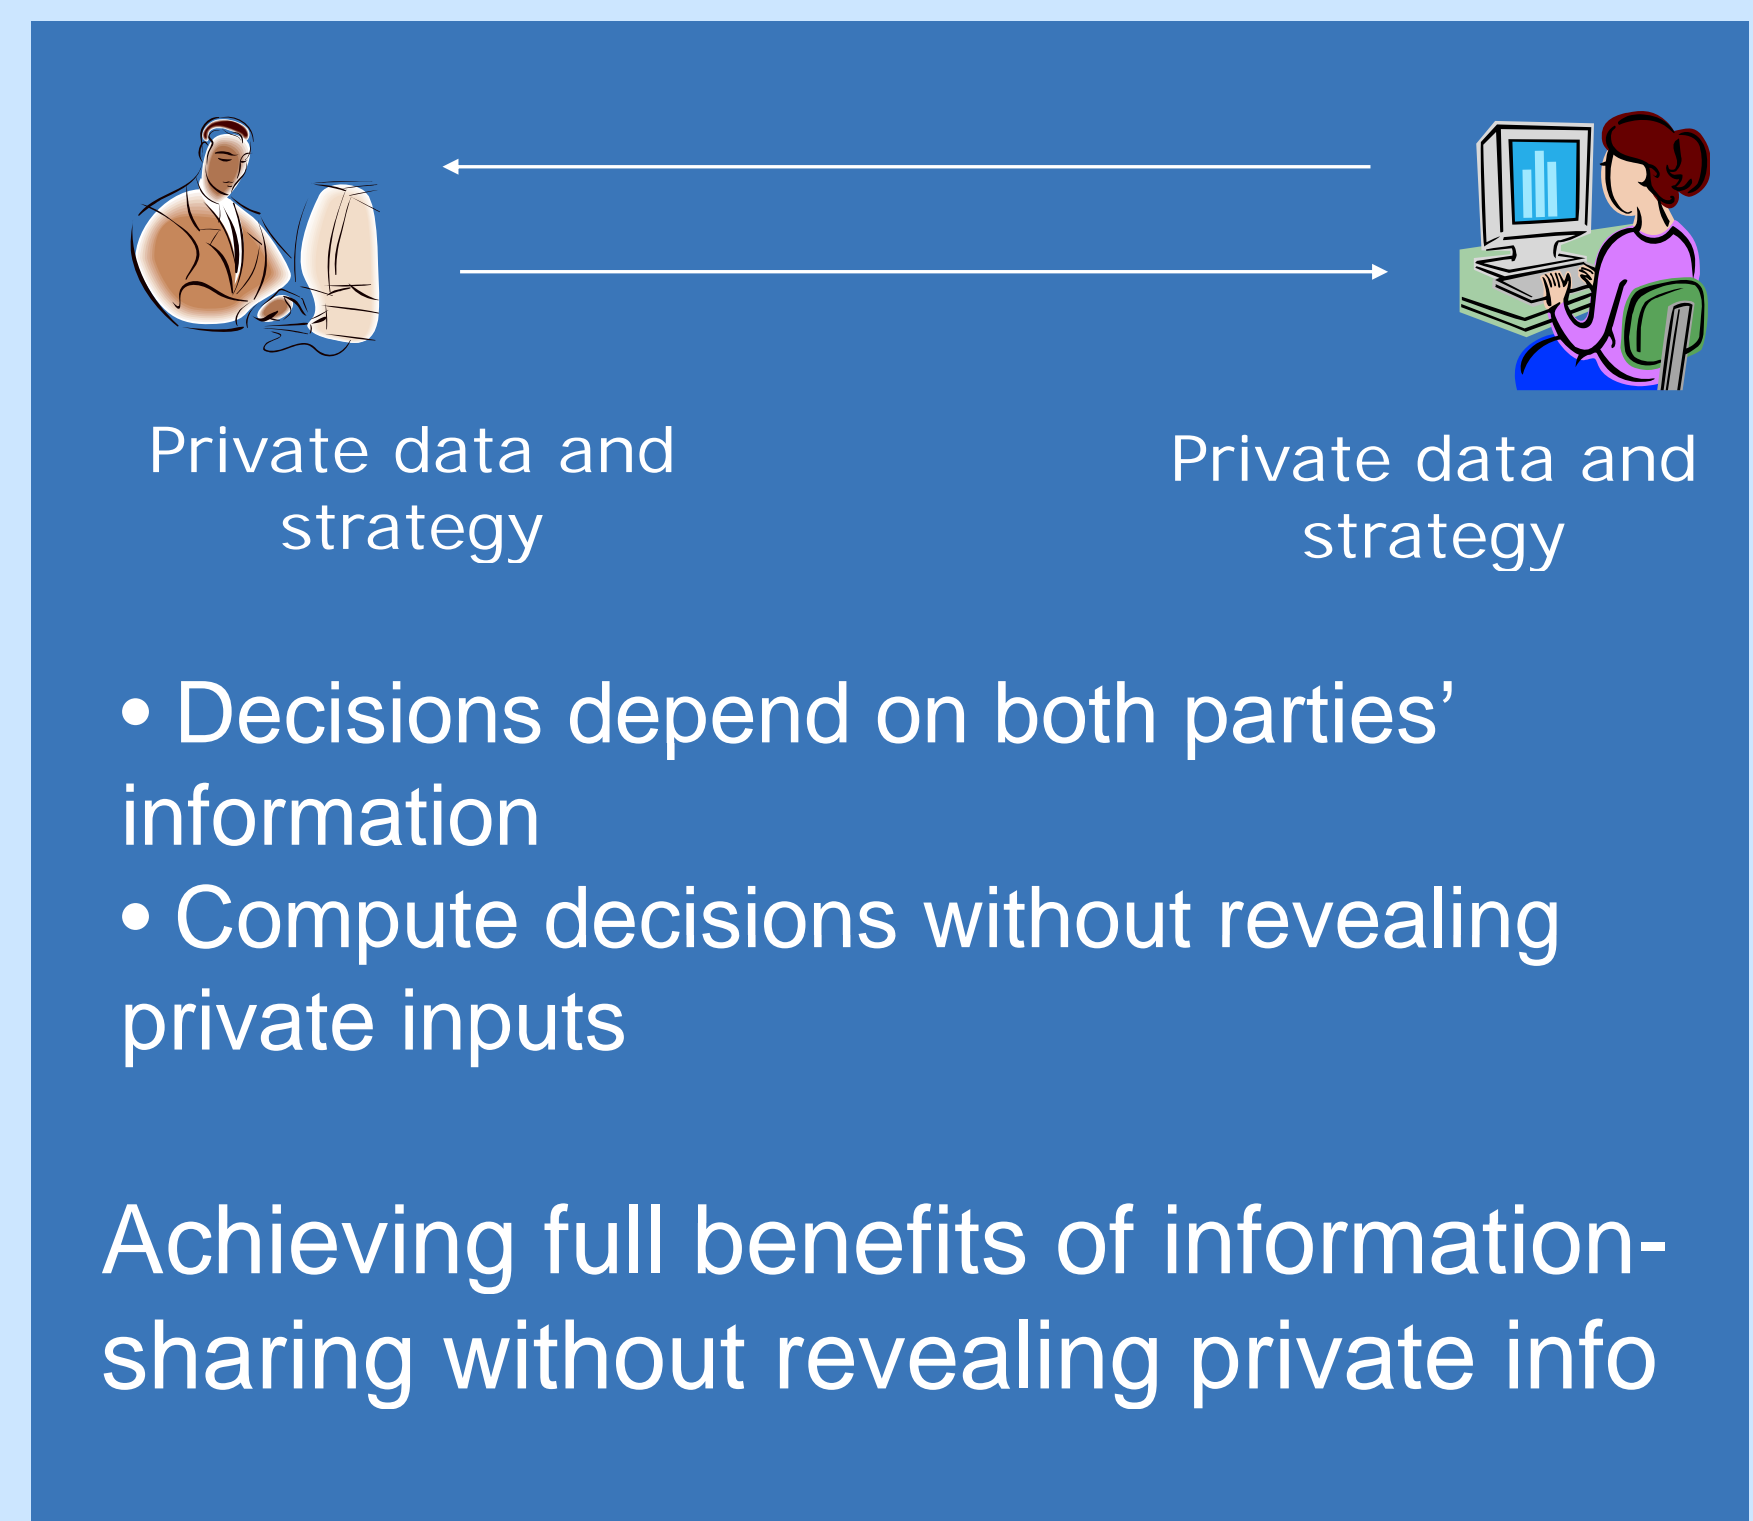 Private data and
strategy
Private data and
strategy
• Decisions depend on both parties’
information
• Compute decisions without revealing
private inputs
Achieving full benefits of information-
sharing without revealing private info